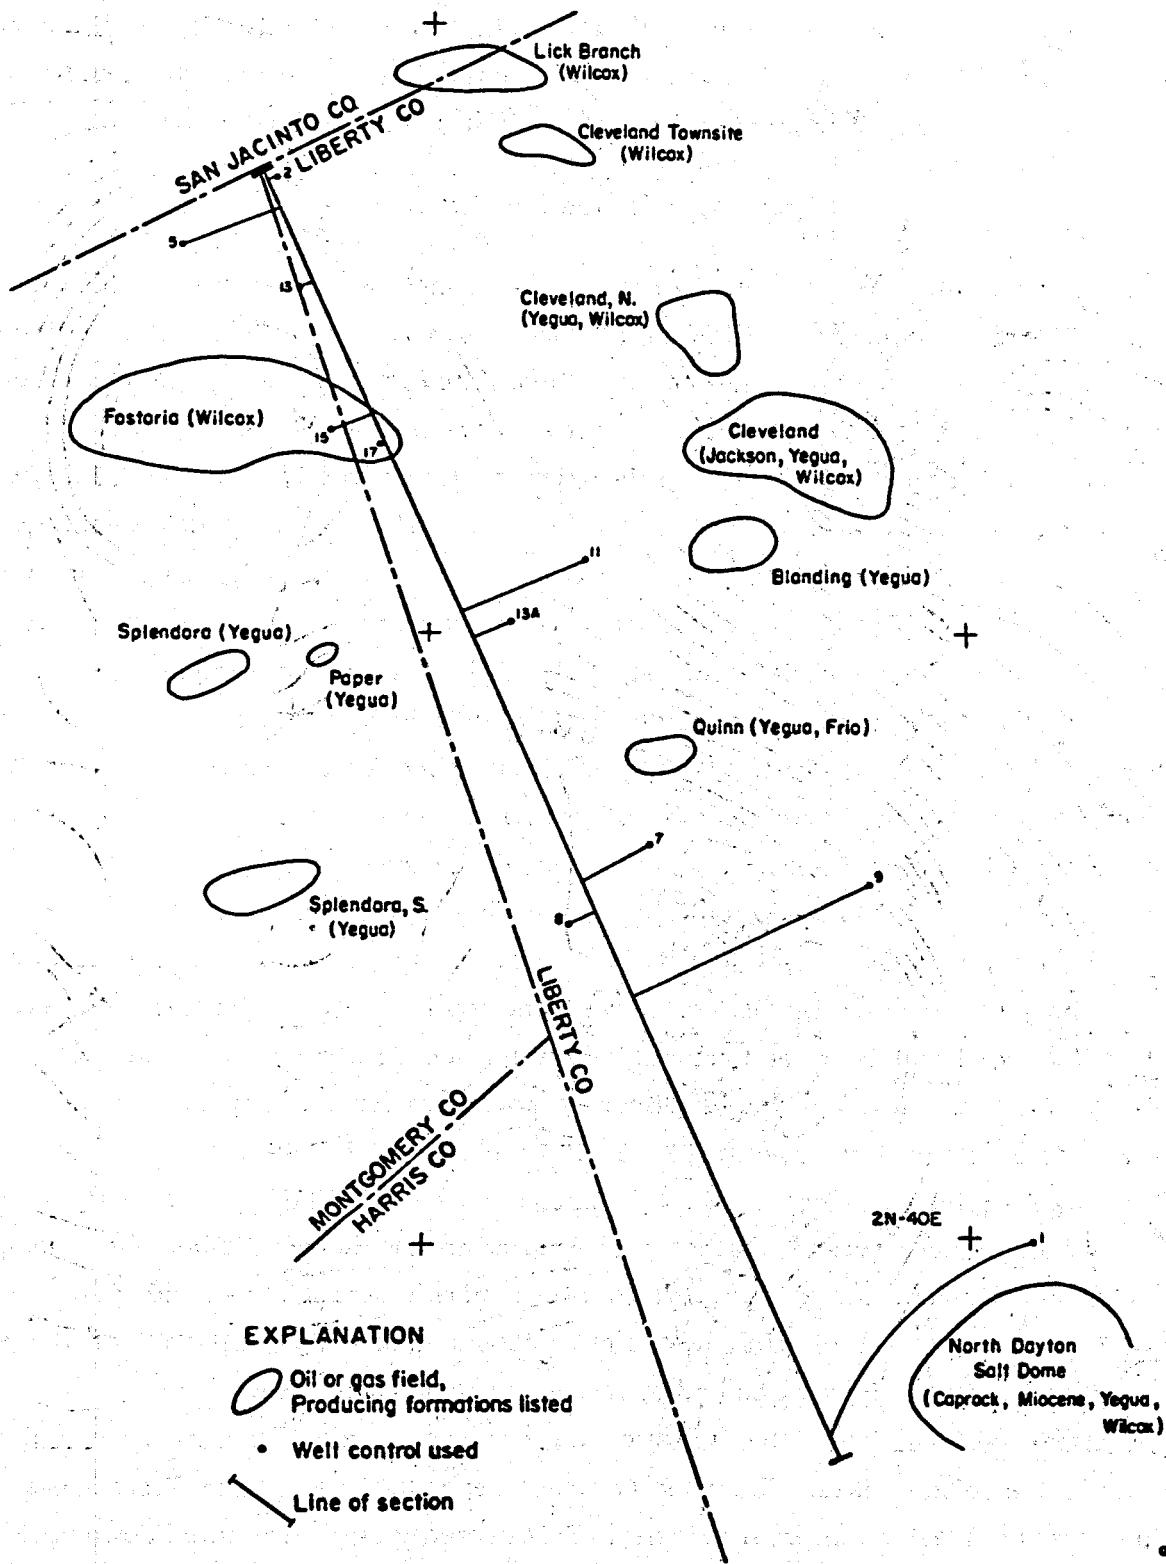 Lick Branch
(Wilcox)
SAN JACINTO CO
LIBERTY CO
Cleveland Townsite
(Wilcox)
2
5
13
Cleveland, N.
(Yegua, Wilcox)
Fostoria (Wilcox)
15
17
Cleveland
(Jackson, Yegua,
Wilcox)
11
Blanding (Yegua)
13A
Splendora (Yegua)
Paper
(Yegua)
Quinn (Yegua, Frio)
7
9
8
Splendora, S.
(Yegua)
LIBERTY CO
MONTGOMERY CO
HARRIS CO
2N-40E
1
North Dayton
Salt Dome
(Caprock, Miocene, Yegua,
Wilcox)
EXPLANATION
Oil or gas field,
Producing formations listed
Well control used
Line of section